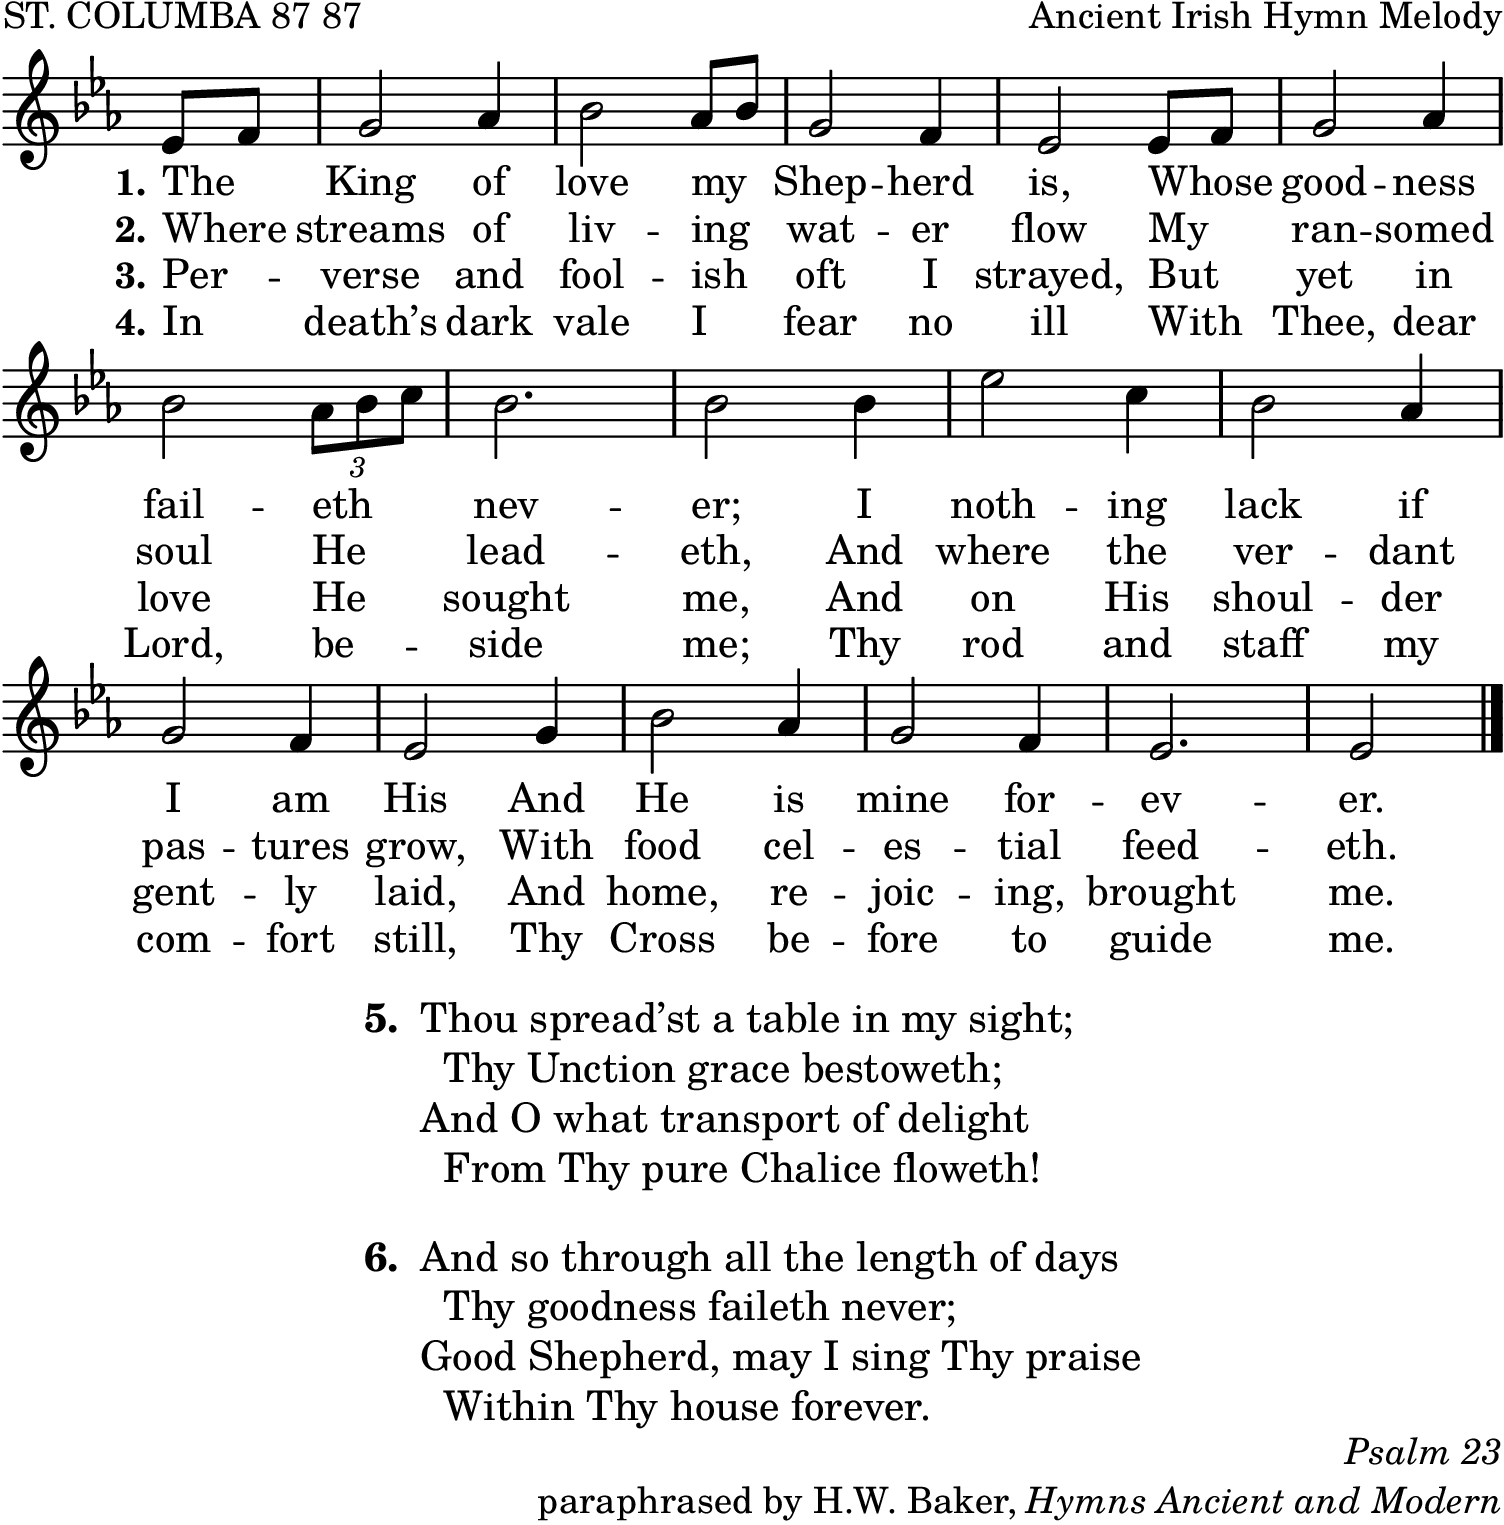 ST. COLUMBA 87 87 Ancient Irish Hymn Melody
1. The King of love my Shep -- herd is, Whose good -- ness
2. Where streams of liv -- ing wat -- er flow My ran -- somed
3. Per -- verse and fool -- ish oft I strayed, But yet in
4. In death’s dark vale I fear no ill With Thee, dear
3
fail -- eth nev -- er; I noth -- ing lack if
soul He lead -- eth, And where the ver -- dant
love He sought me, And on His shoul -- der
Lord, be -- side me; Thy rod and staff my
I am His And He is mine for -- ev -- er.
pas -- tures grow, With food cel -- es -- tial feed -- eth.
gent -- ly laid, And home, re -- joic -- ing, brought me.
com -- fort still, Thy Cross be -- fore to guide me.
5. Thou spread’st a table in my sight;
Thy Unction grace bestoweth;
And O what transport of delight
From Thy pure Chalice floweth!
6. And so through all the length of days
Thy goodness faileth never;
Good Shepherd, may I sing Thy praise
Within Thy house forever.
Psalm 23
paraphrased by H.W. Baker, Hymns Ancient and Modern